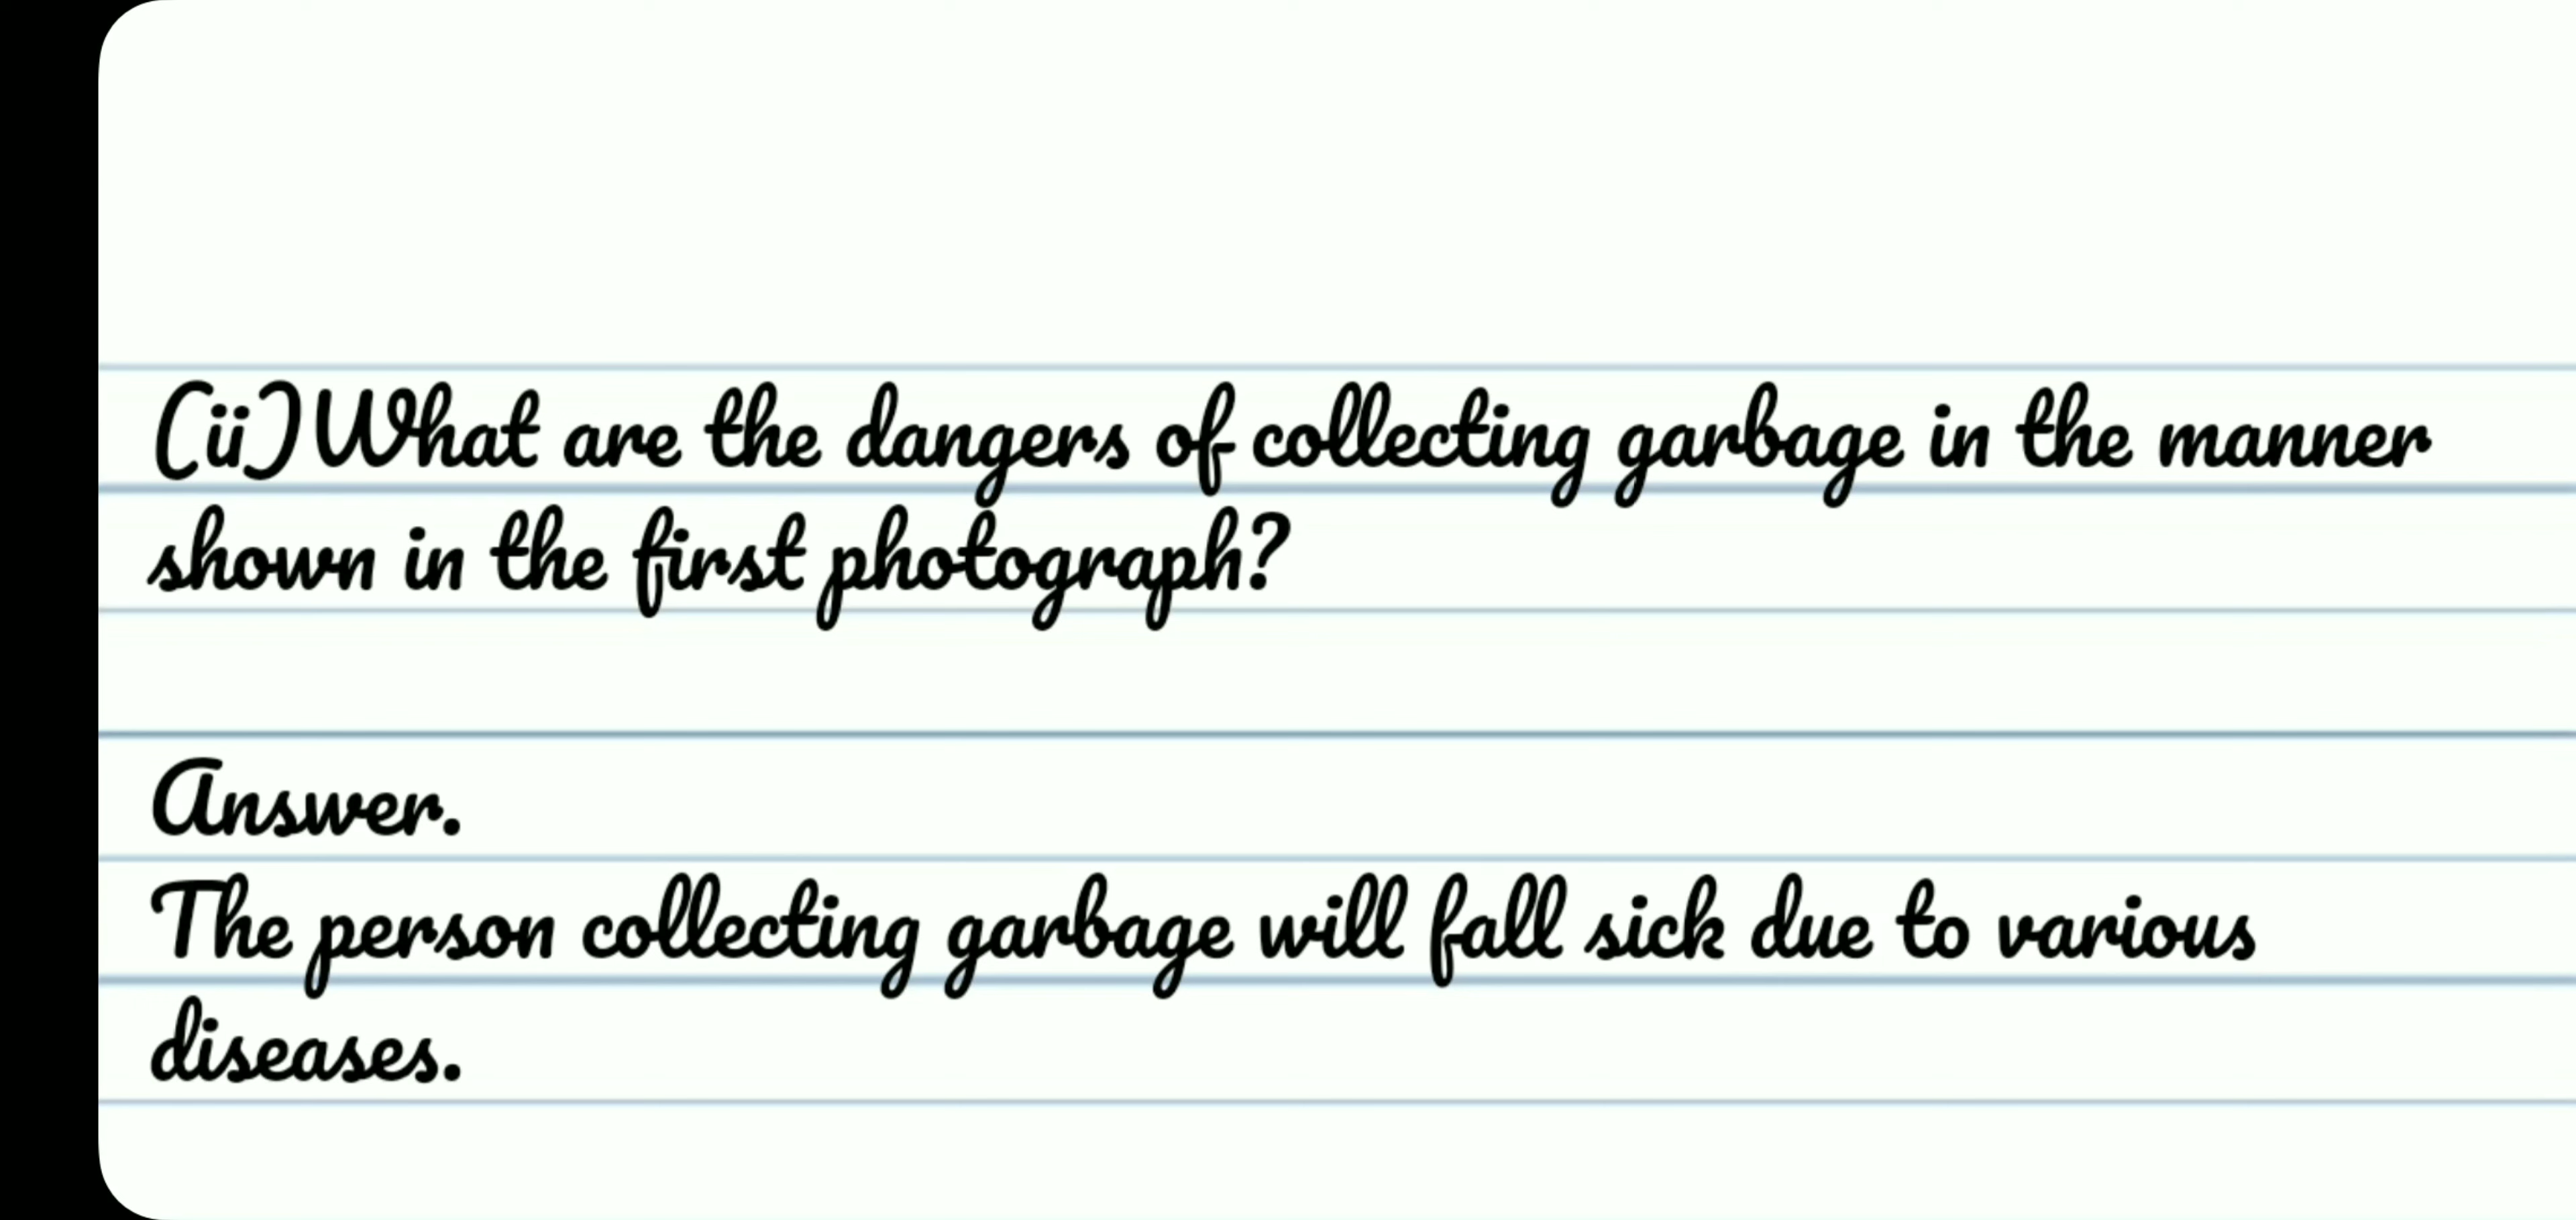 (ii) What are the dangers of collecting garbage in the manner
shown in the first photograph?
Answer.
The person collecting garbage will fall sick due to various
diseases.